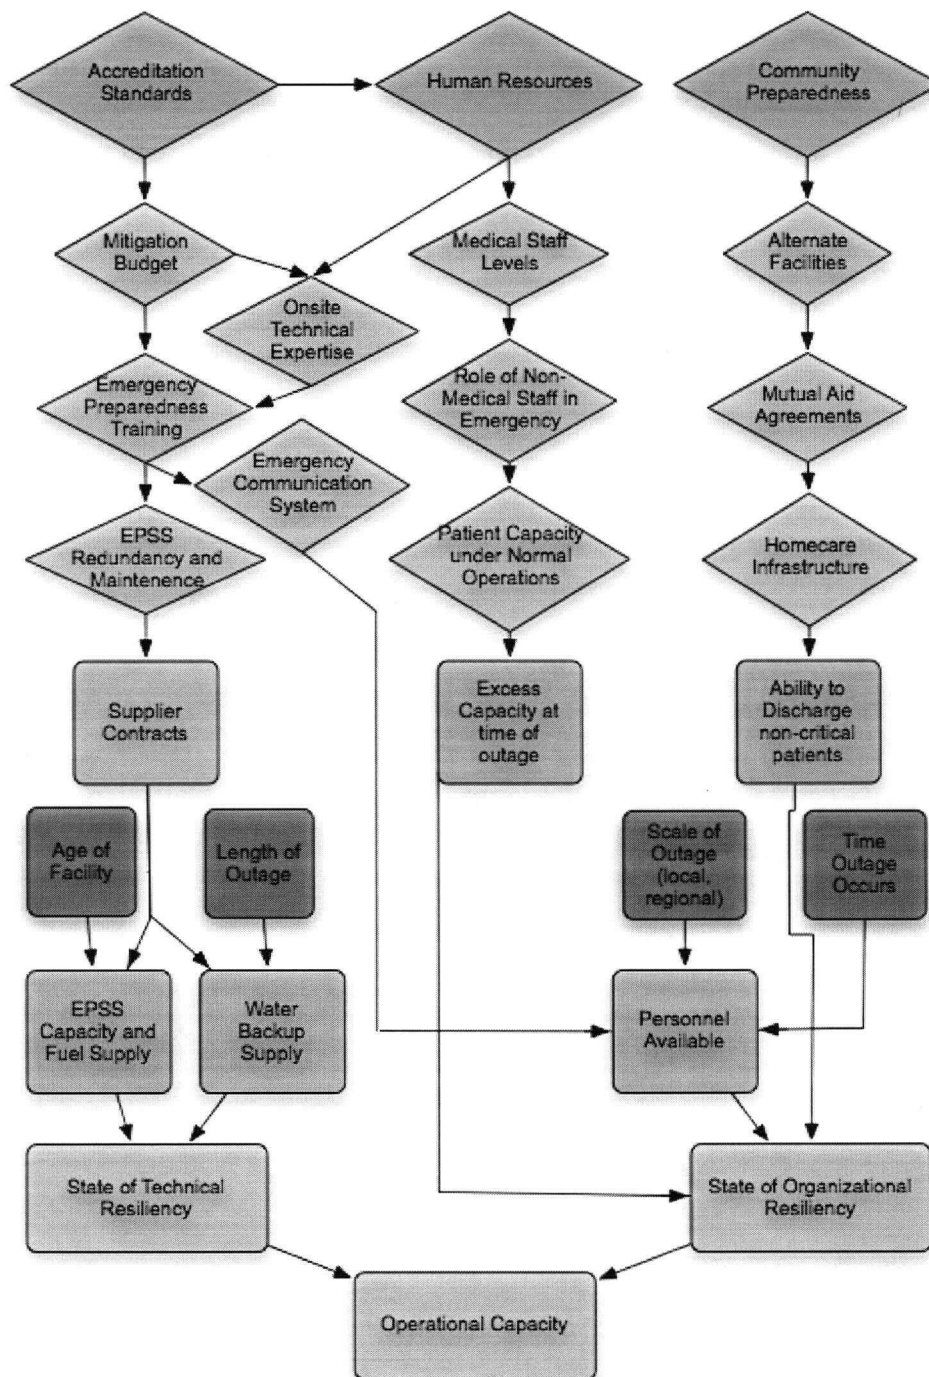 Accreditation
Standards
Human Resources
Community
Preparedness
Mitigation
Budget
Medical Staff
Levels
Alternate
Facilities
Onsite
Technical
Expertise
Emergency
Preparedness
Training
Role of Non-
Medical Staff in
Emergency
Mutual Aid
Agreements
Emergency
Communication
System
EPSS
Redundancy and
Maintenence
Patient Capacity
under Normal
Operations
Homecare
Infrastructure
Supplier
Contracts
Excess
Capacity at
time of
outage
Ability to
Discharge
non-critical
patients
Age of
Facility
Length of
Outage
Scale of
Outage
(local,
regional)
Time
Outage
Occurs
EPSS
Capacity and
Fuel Supply
Water
Backup
Supply
Personnel
Available
State of Technical
Resiliency
State of Organizational
Resiliency
Operational Capacity